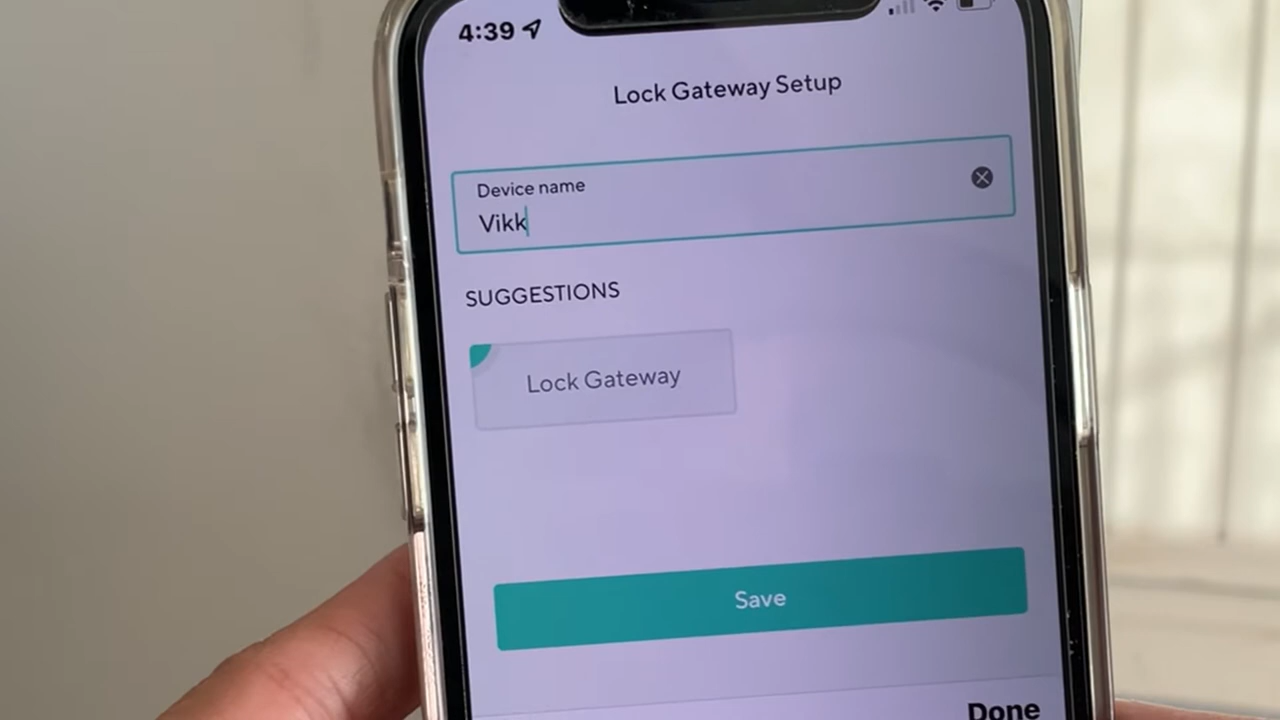 4:39
Lock Gateway Setup
Device name
Vikk
SUGGESTIONS
Lock Gateway
Save
Done